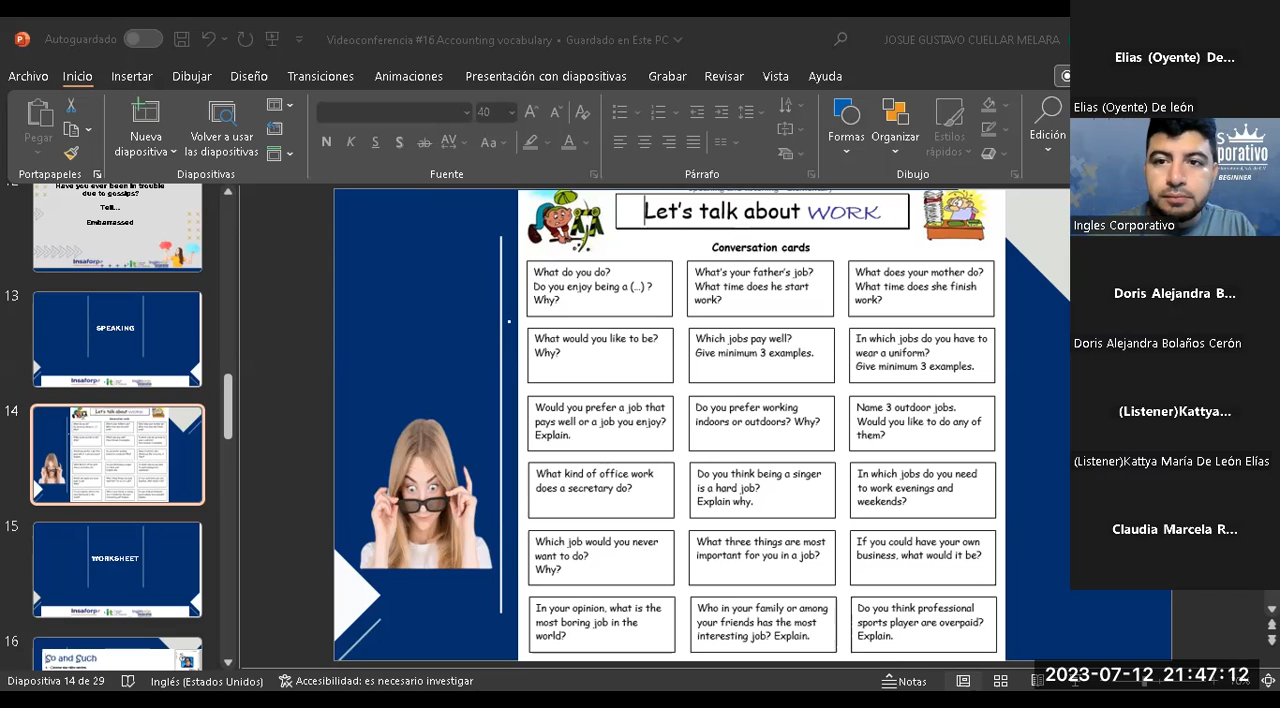 Autoguardado
Videoconferencia #16 Accounting vocabulary • Guardado en Este PC
JOSUE GUSTAVO CUELLAR MELARA
Archivo Inicio Insertar Dibujar Diseño Transiciones Animaciones Presentación con diapositivas Grabar Revisar Vista Ayuda
Pegar
Nueva
diapositiva
Volver a usar
las diapositivas
40
N K S S ab AV Aa A
Formas
Organizar
Estilos
rápidos
Edición
Portapapeles
Diapositivas
Fuente
Párrafo
Dibujo
Have you ever been in trouble
due to gossips?
Tell...
Embarrassed
13
SPEAKING
14
15
WORKSHEET
16
So and Such
Let's talk about WORK
Conversation cards
What do you do?
Do you enjoy being a (...) ?
Why?
What's your father's job?
What time does he start
work?
What does your mother do?
What time does she finish
work?
What would you like to be?
Why?
Which jobs pay well?
Give minimum 3 examples.
In which jobs do you have to
wear a uniform?
Give minimum 3 examples.
Would you prefer a job that
pays well or a job you enjoy?
Explain.
Do you prefer working
indoors or outdoors? Why?
Name 3 outdoor jobs.
Would you like to do any of
them?
What kind of office work
does a secretary do?
Do you think being a singer
is a hard job?
Explain why.
In which jobs do you need
to work evenings and
weekends?
Which job would you never
want to do?
Why?
What three things are most
important for you in a job?
If you could have your own
business, what would it be?
In your opinion, what is the
most boring job in the
world?
Who in your family or among
your friends has the most
interesting job? Explain.
Do you think professional
sports player are overpaid?
Explain.
Elias (Oyente) De...
Elias (Oyente) De león
porativo
BEGINNER
Ingles Corporativo
Doris Alejandra B...
Doris Alejandra Bolaños Cerón
(Listener)Kattya...
(Listener)Kattya María De León Elías
Claudia Marcela R...
Diapositiva 14 de 29
Inglés (Estados Unidos)
Accesibilidad: es necesario investigar
Notas
2023-07-12 21:47:12